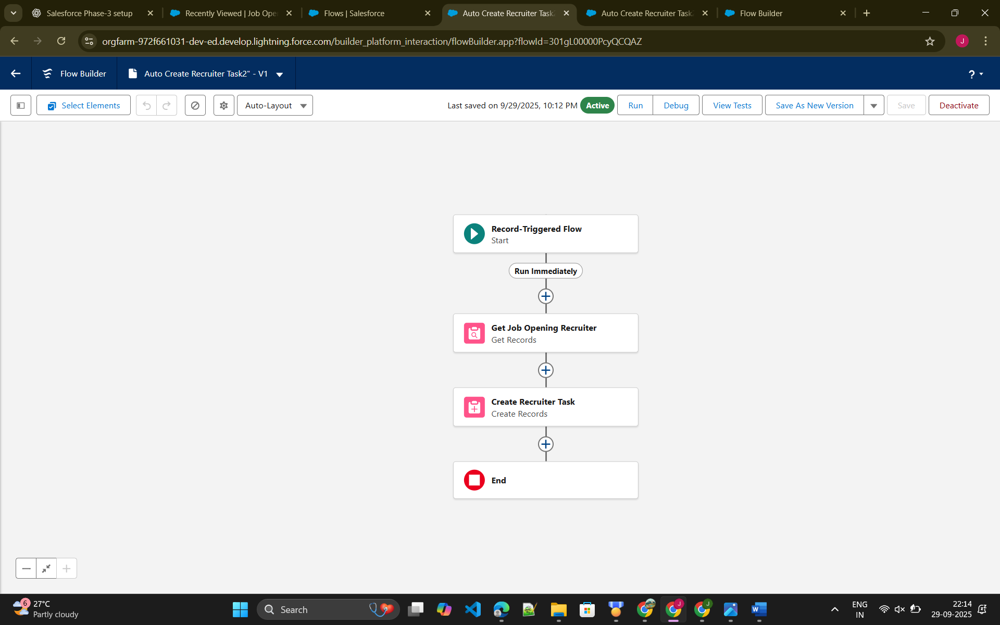 Salesforce Phase-3 setup
Recently Viewed | Job Ope
Flows | Salesforce
Auto Create Recruiter Task
Auto Create Recruiter Task
Flow Builder
orgfarm-972f661031-dev-ed.develop.lightning.force.com/builder_platform_interaction/flowBuilder.app?flowId=301gL00000PcyQCQAZ
J
Flow Builder
Auto Create Recruiter Task2" - V1
?
Select Elements
Auto-Layout
Last saved on 9/29/2025, 10:12 PM
Active
Run
Debug
View Tests
Save As New Version
Save
Deactivate
Record-Triggered Flow
Start
Run Immediately
Get Job Opening Recruiter
Get Records
Create Recruiter Task
Create Records
End
6
27°C
Partly cloudy
Search
J
J
W
ENG
IN
22:14
29-09-2025